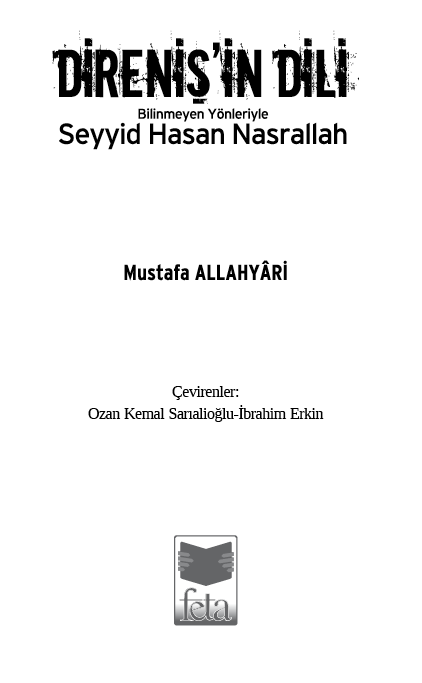 DİRENİŞ'İN DİLİ
Bilinmeyen Yönleriyle
Seyyid Hasan Nasrallah
Mustafa ALLAHYÂRİ
Çevirenler:
Ozan Kemal Sarıalioğlu-İbrahim Erkin
feta